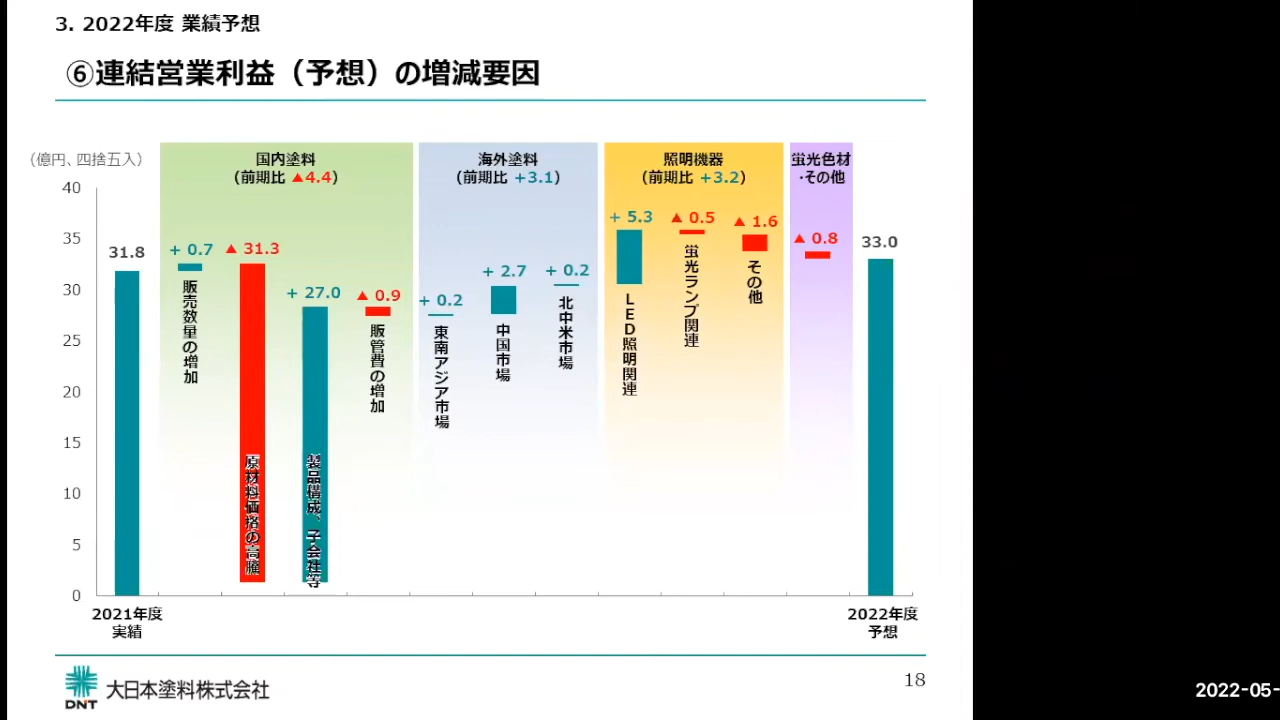 3. 2022年度 業績予想
⑥連結営業利益（予想）の増減要因
（億円、四捨五入）
国内塗料
（前期比 ▲4.4）
海外塗料
（前期比 +3.1）
照明機器
（前期比 +3.2）
蛍光色材
・その他
40
35
30
25
20
15
10
5
0
31.8
+ 0.7
▲ 31.3
+ 27.0
▲ 0.9
+ 0.2
+ 2.7
+ 0.2
+ 5.3
▲ 0.5
▲ 1.6
▲ 0.8
33.0
販売数量の増加
原材料価格の高騰
製品構成、子会社等
販管費の増加
東南アジア市場
中国市場
北中米市場
LED照明関連
蛍光ランプ関連
その他
2021年度
実績
2022年度
予想
DNT
大日本塗料株式会社
18
2022-05-